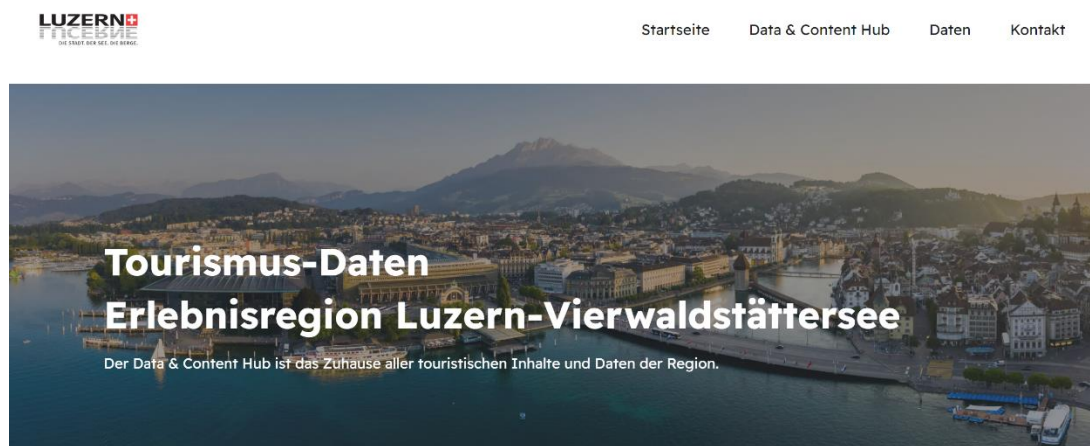 LUZERN
LUCERNE
DIE STADT. DER SEE. DIE BERGE.
Startseite
Data & Content Hub
Daten
Kontakt
Tourismus-Daten
Erlebnisregion Luzern-Vierwaldstättersee
Der Data & Content Hub ist das Zuhause aller touristischen Inhalte und Daten der Region.